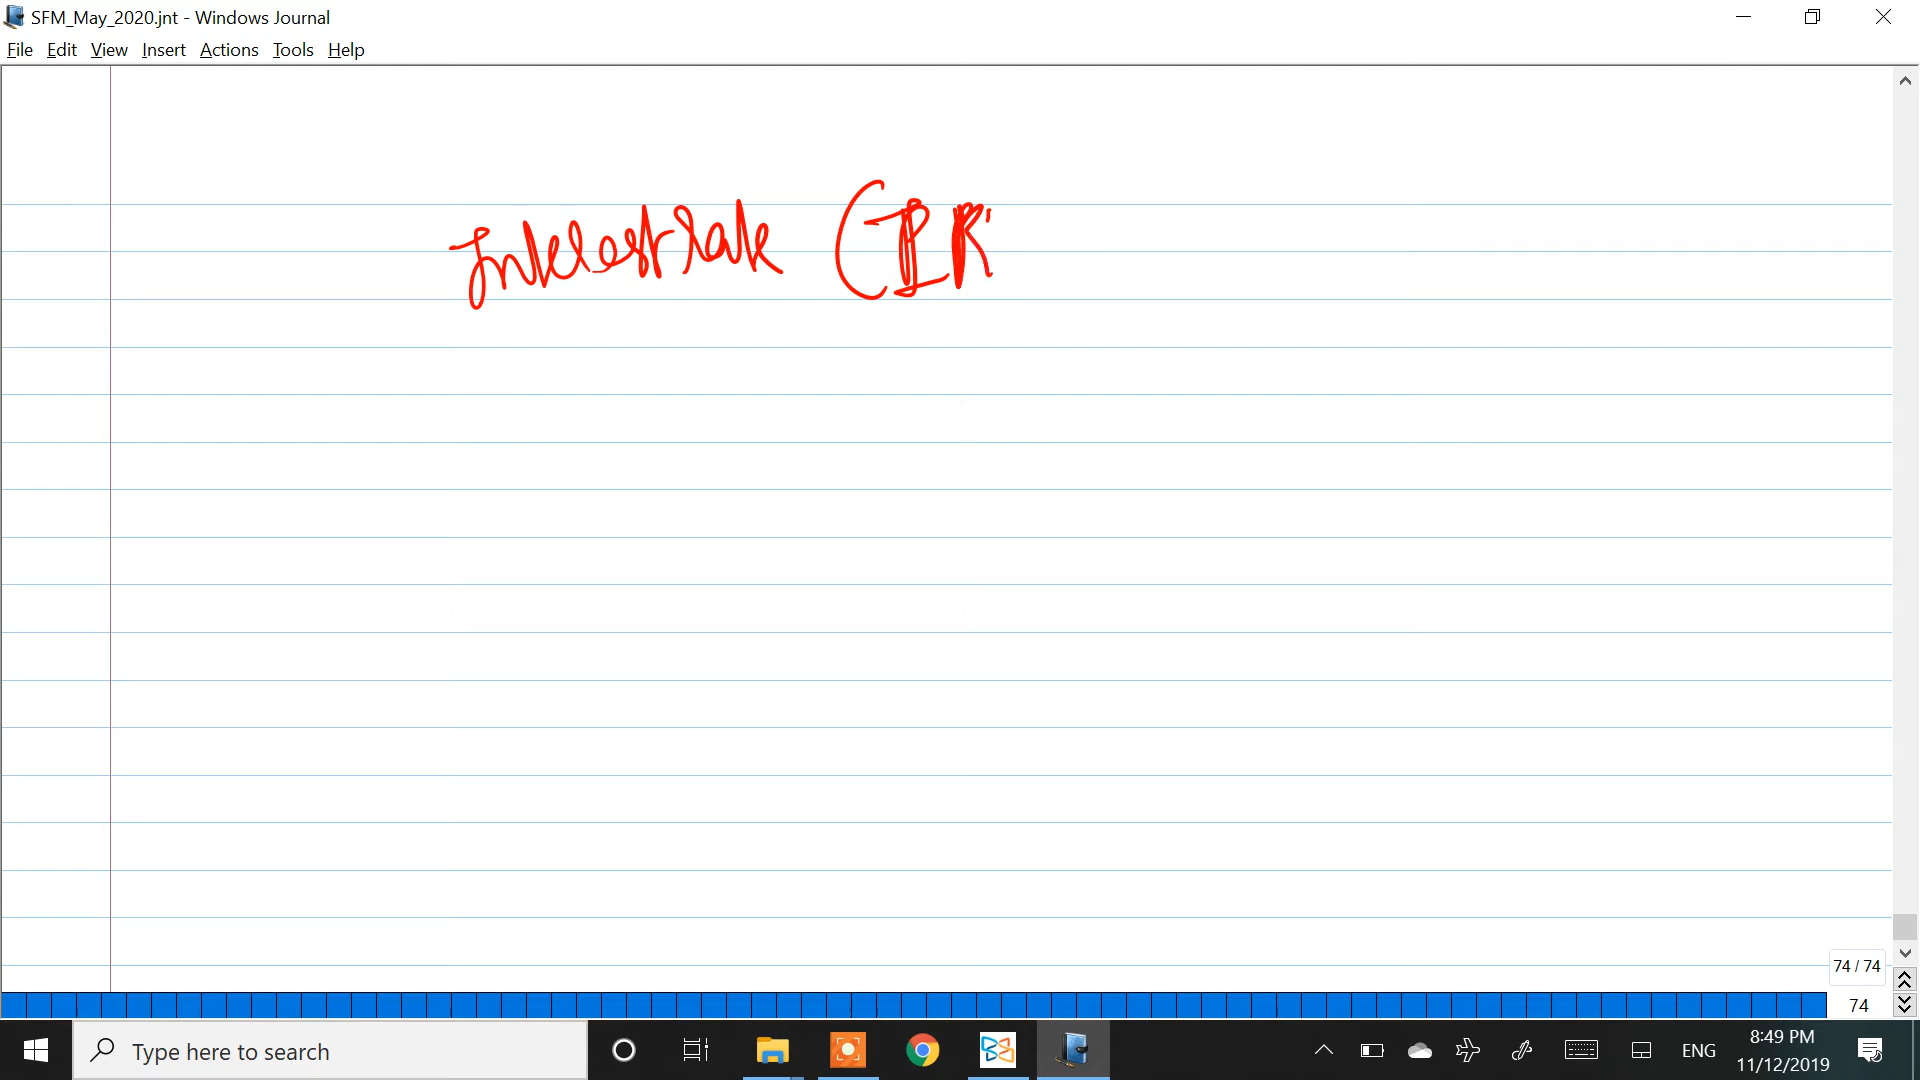 SFM_May_2020.jnt - Windows Journal
File Edit View Insert Actions Tools Help
Interest rate (IR
74 / 74
74
Type here to search
ENG
8:49 PM
11/12/2019